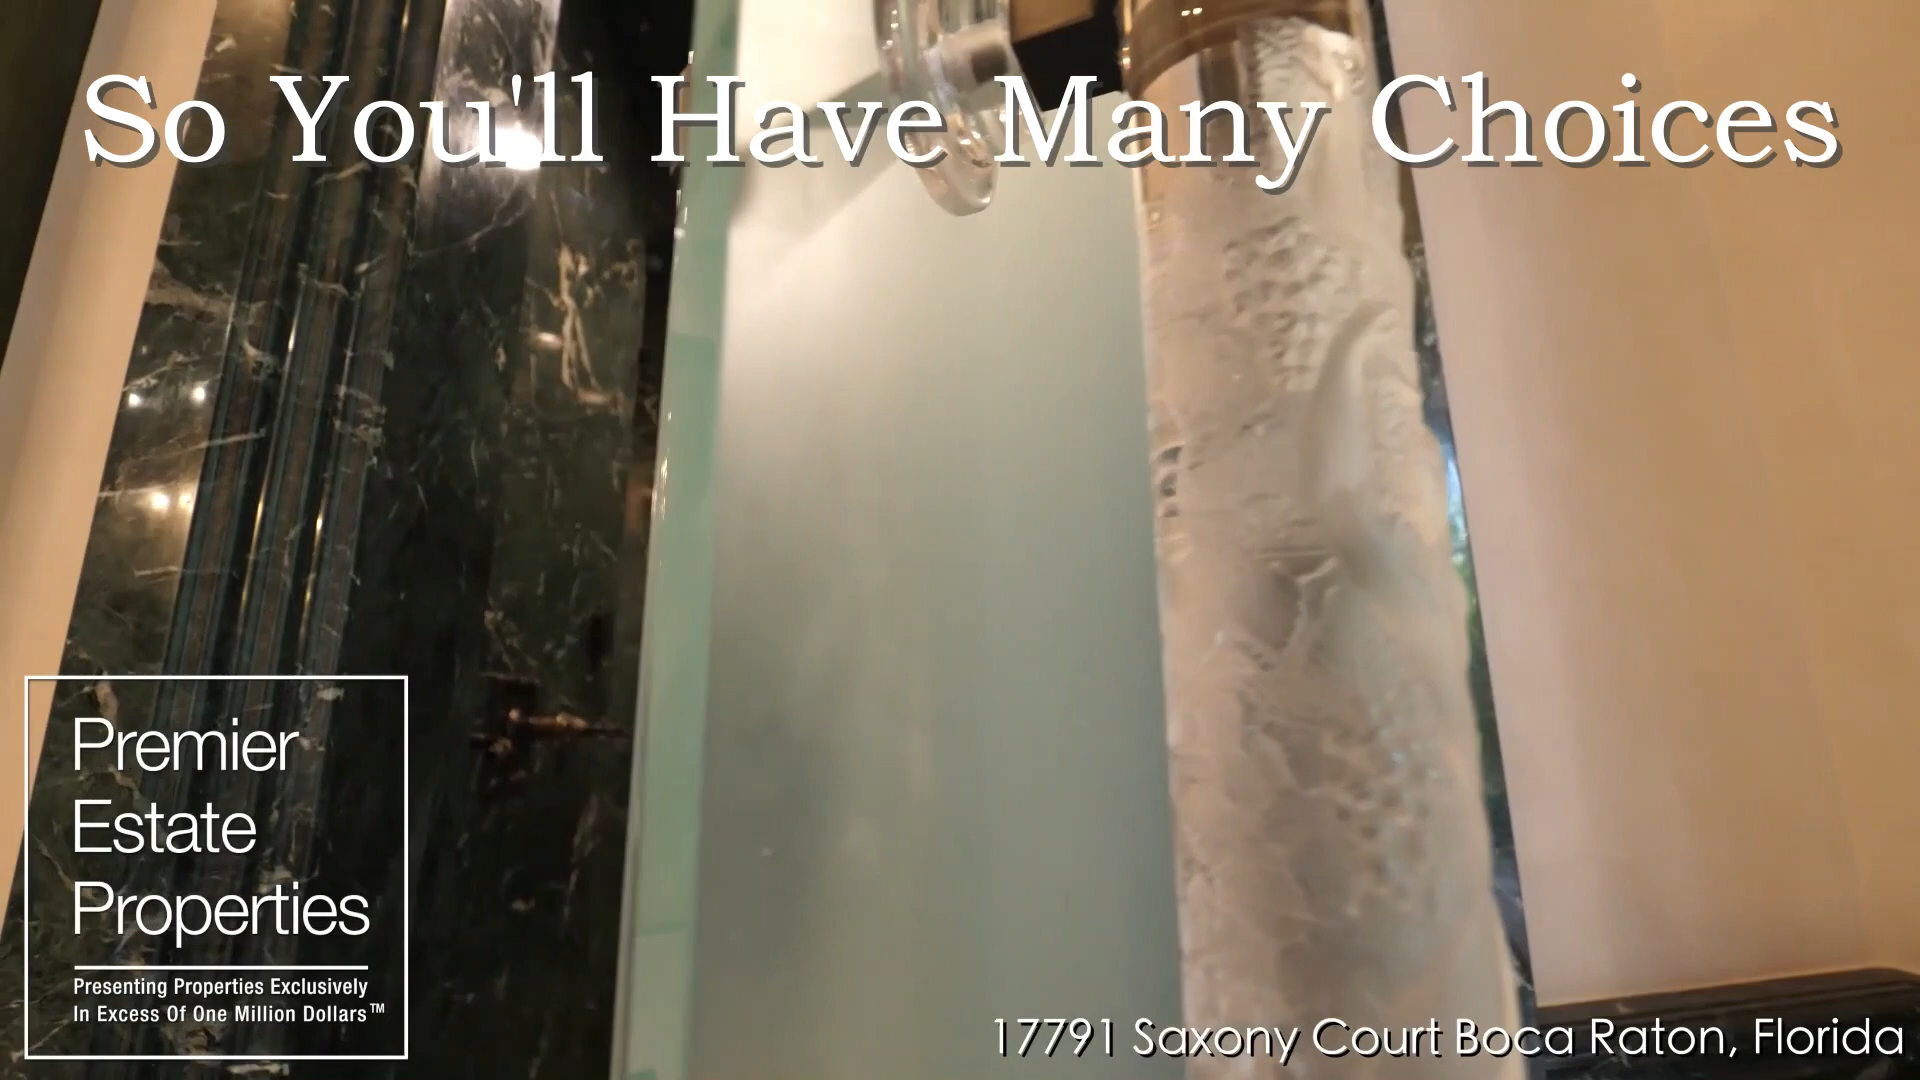 So You'll Have Many Choices
Premier
Estate
Properties
Presenting Properties Exclusively
In Excess Of One Million Dollars™
17791 Saxony Court Boca Raton, Florida